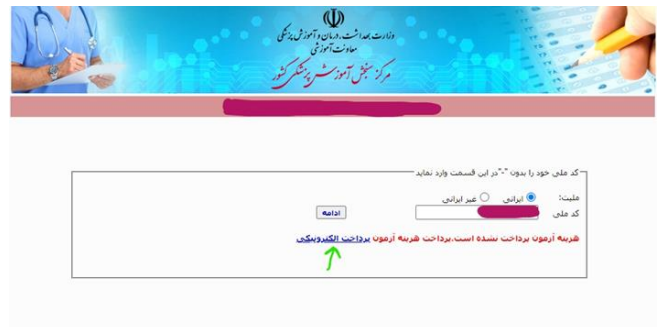 وزارت بهداشت، درمان و آموزش پزشکی
معاونت آموزشی
مرکز سنجش آموزش پزشکی کشور
کد ملی خود را بدون "-"در این قسمت وارد نماید
ملیت: ایرانی غیر ایرانی
کد ملی ادامه
هزینه آزمون پرداخت نشده است.پرداخت هزینه آزمون پرداخت الکترونیکی